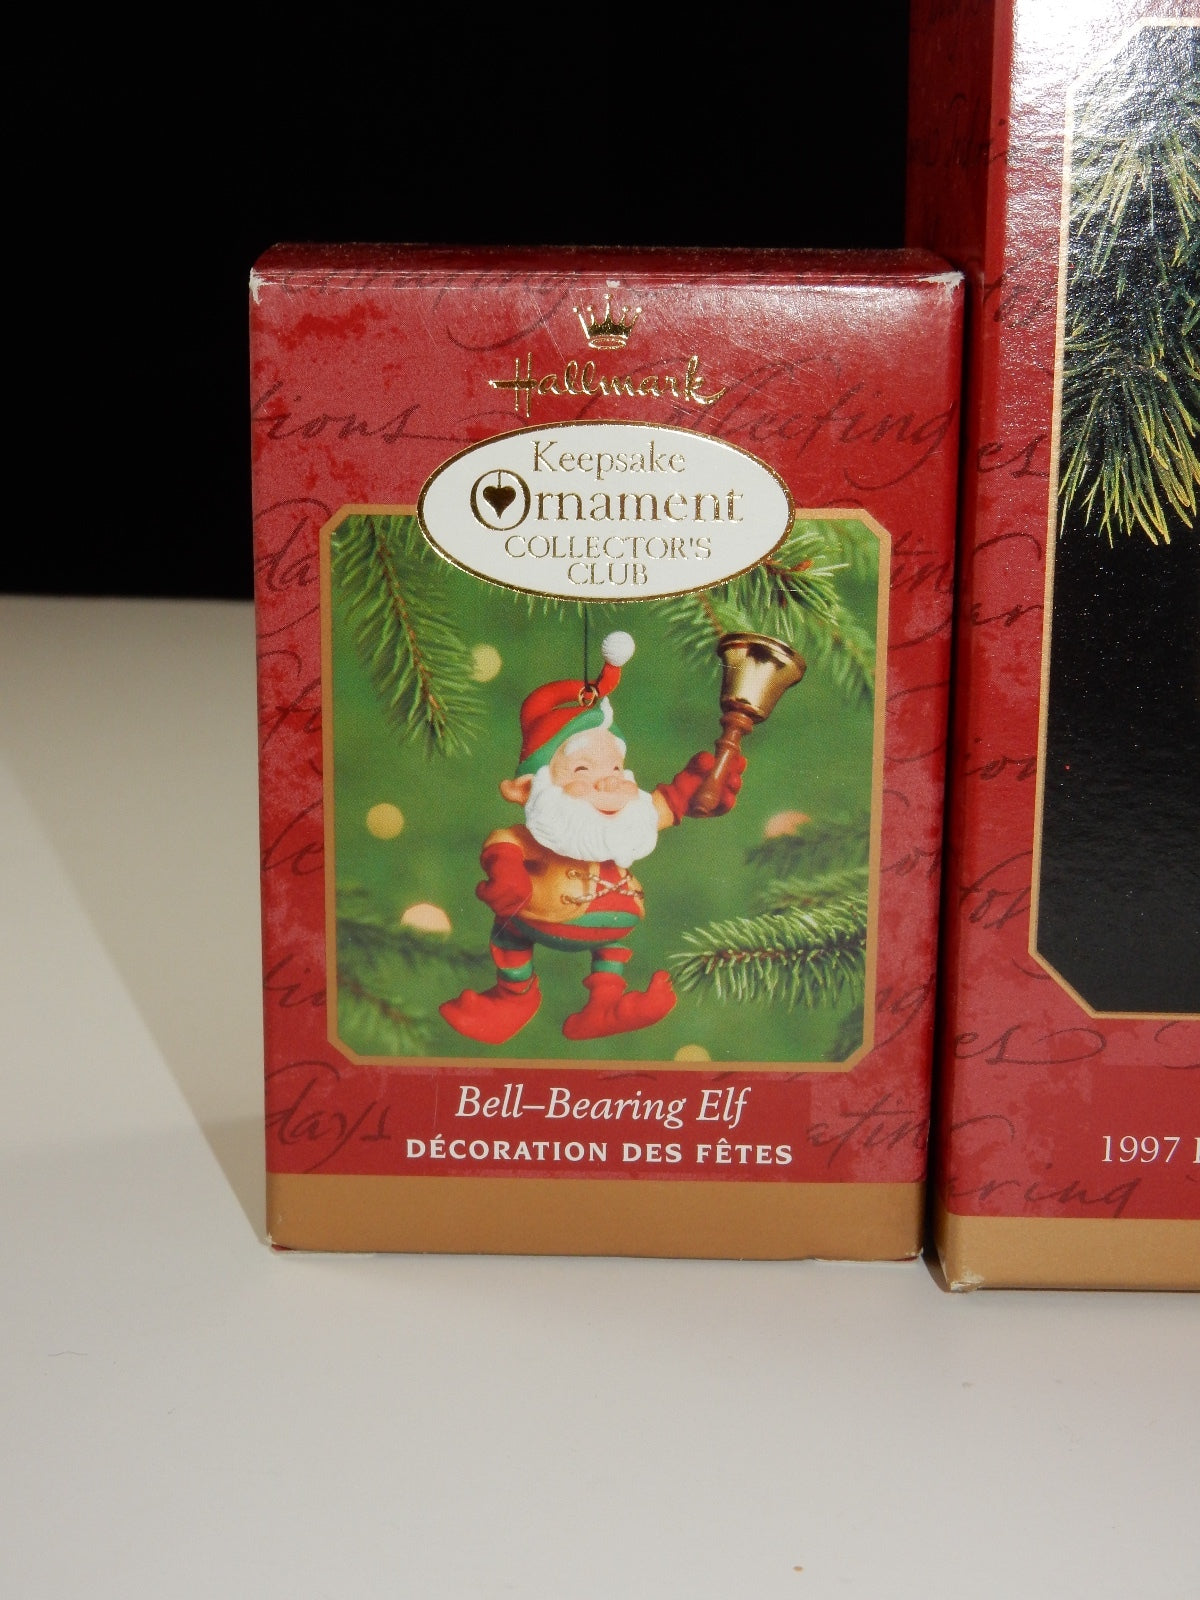 Hallmark
Keepsake
Ornament
COLLECTOR'S
CLUB
Bell–Bearing Elf
DÉCORATION DES FÊTES
1997